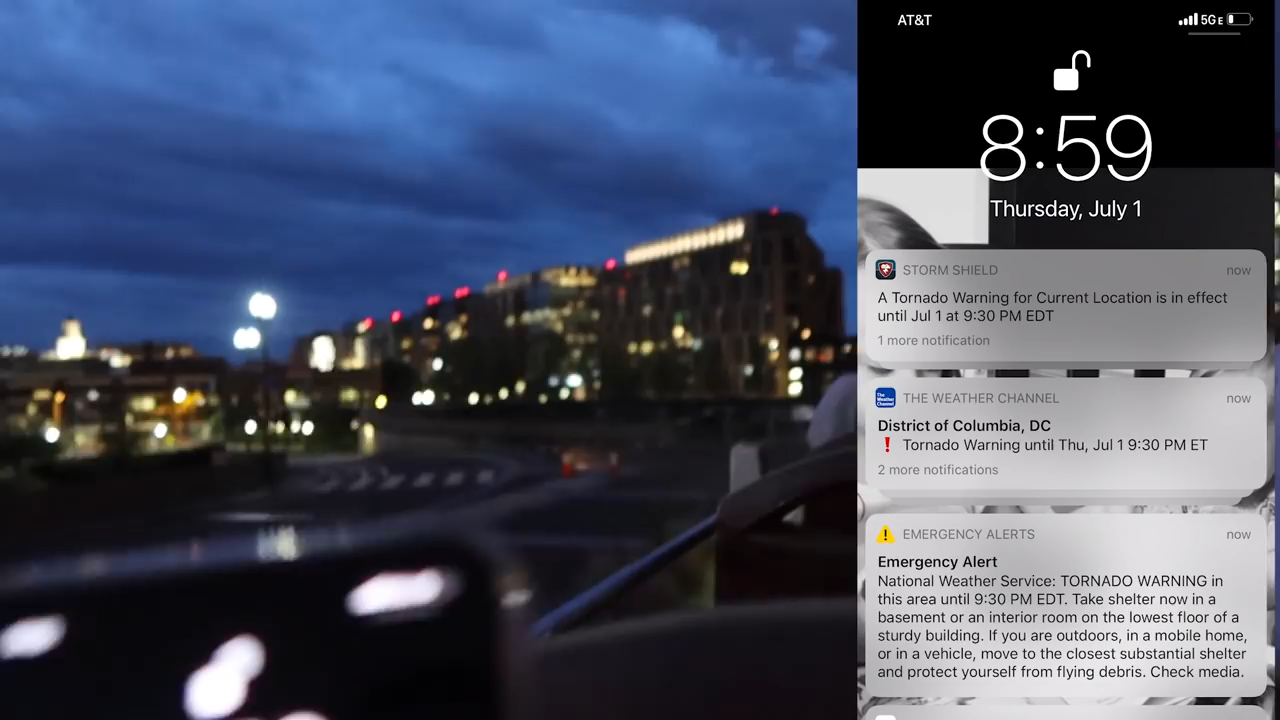 AT&T
5GE
8:59
Thursday, July 1
STORM SHIELD
now
A Tornado Warning for Current Location is in effect
until Jul 1 at 9:30 PM EDT
1 more notification
The
Weather
Channel
THE WEATHER CHANNEL
now
District of Columbia, DC
❗ Tornado Warning until Thu, Jul 1 9:30 PM ET
2 more notifications
EMERGENCY ALERTS
now
Emergency Alert
National Weather Service: TORNADO WARNING in
this area until 9:30 PM EDT. Take shelter now in a
basement or an interior room on the lowest floor of a
sturdy building. If you are outdoors, in a mobile home,
or in a vehicle, move to the closest substantial shelter
and protect yourself from flying debris. Check media.